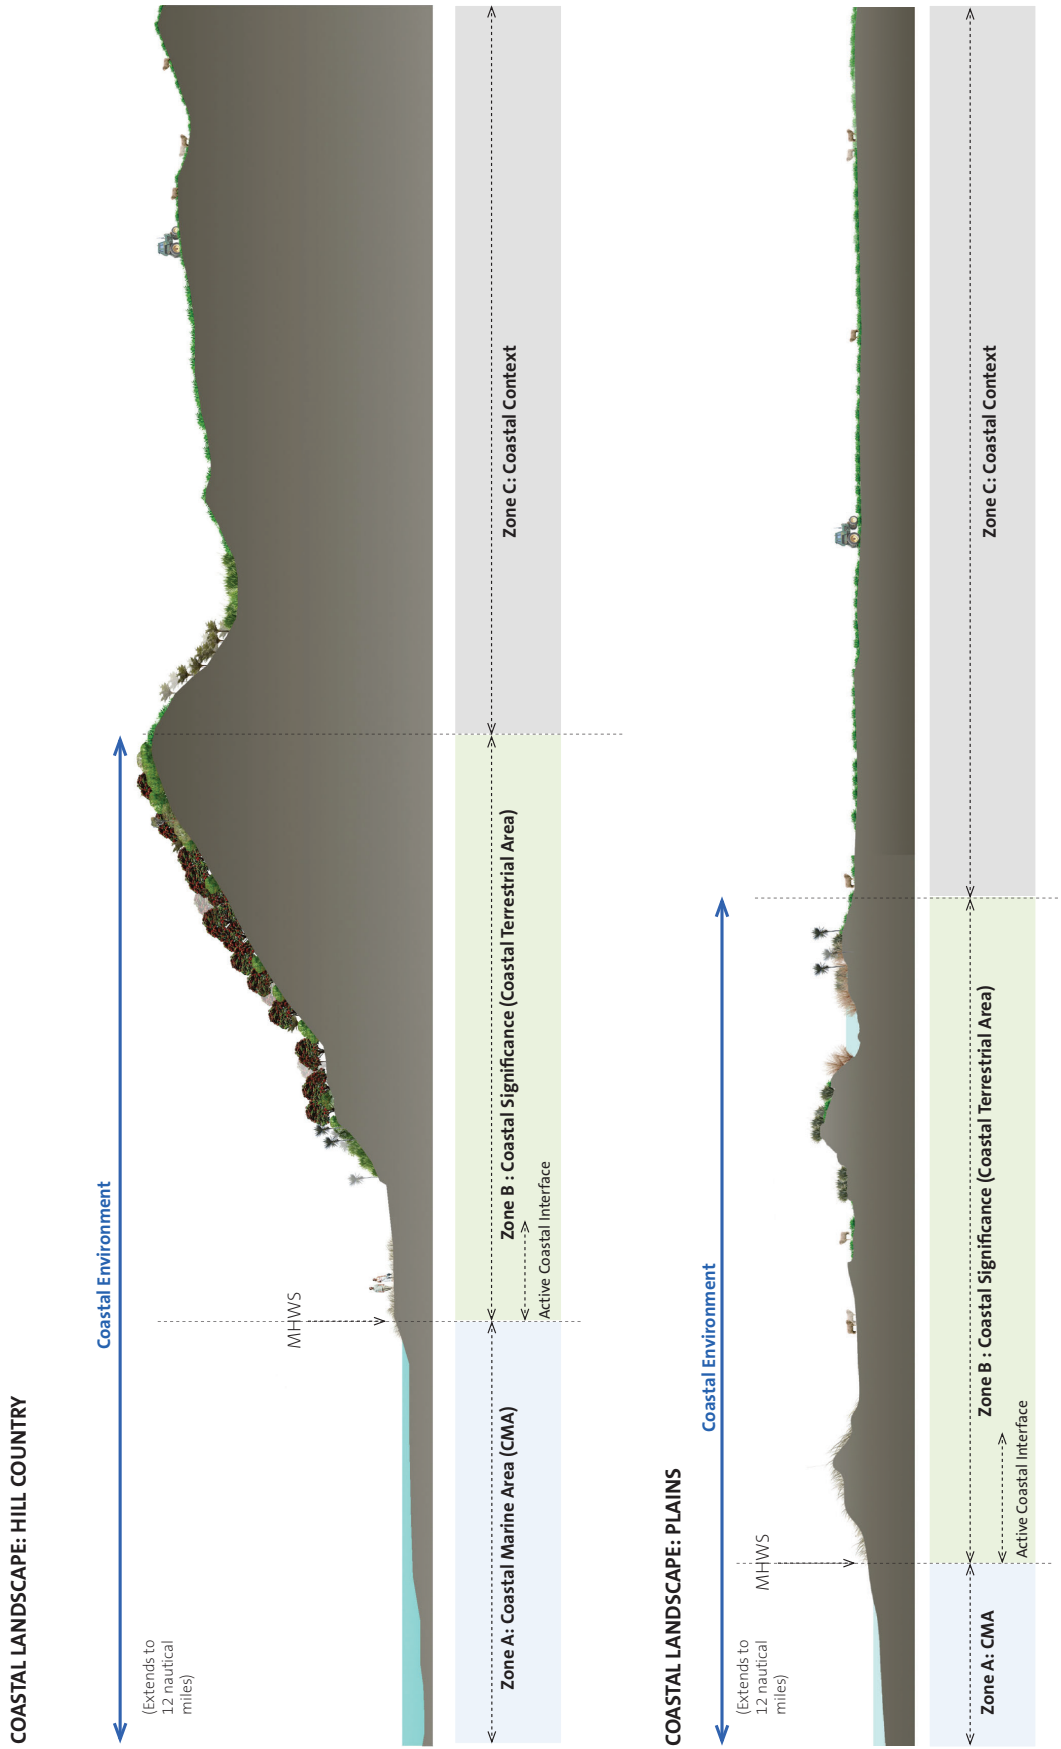 COASTAL LANDSCAPE: HILL COUNTRY
Coastal Environment
(Extends to
12 nautical
miles)
MHWS
Zone A: Coastal Marine Area (CMA)
Zone B : Coastal Significance (Coastal Terrestrial Area)
Active Coastal Interface
Zone C: Coastal Context
COASTAL LANDSCAPE: PLAINS
Coastal Environment
(Extends to
12 nautical
miles)
MHWS
Zone A: CMA
Zone B : Coastal Significance (Coastal Terrestrial Area)
Active Coastal Interface
Zone C: Coastal Context